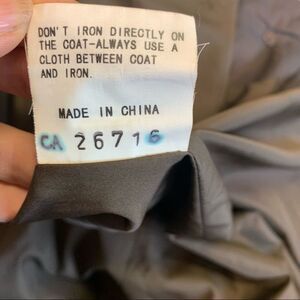 DON'T IRON DIRECTLY ON
THE COAT-ALWAYS USE A
CLOTH BETWEEN COAT
AND IRON.
MADE IN CHINA
CA 26716